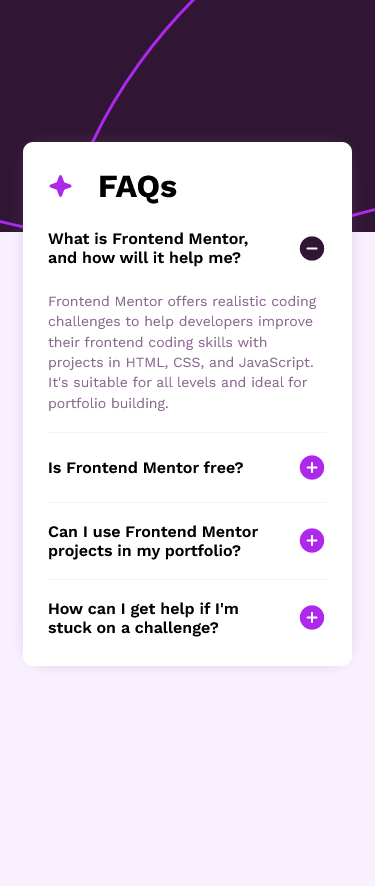 FAQs
What is Frontend Mentor,
and how will it help me?
Frontend Mentor offers realistic coding
challenges to help developers improve
their frontend coding skills with
projects in HTML, CSS, and JavaScript.
It's suitable for all levels and ideal for
portfolio building.
Is Frontend Mentor free?
Can I use Frontend Mentor
projects in my portfolio?
How can I get help if I'm
stuck on a challenge?